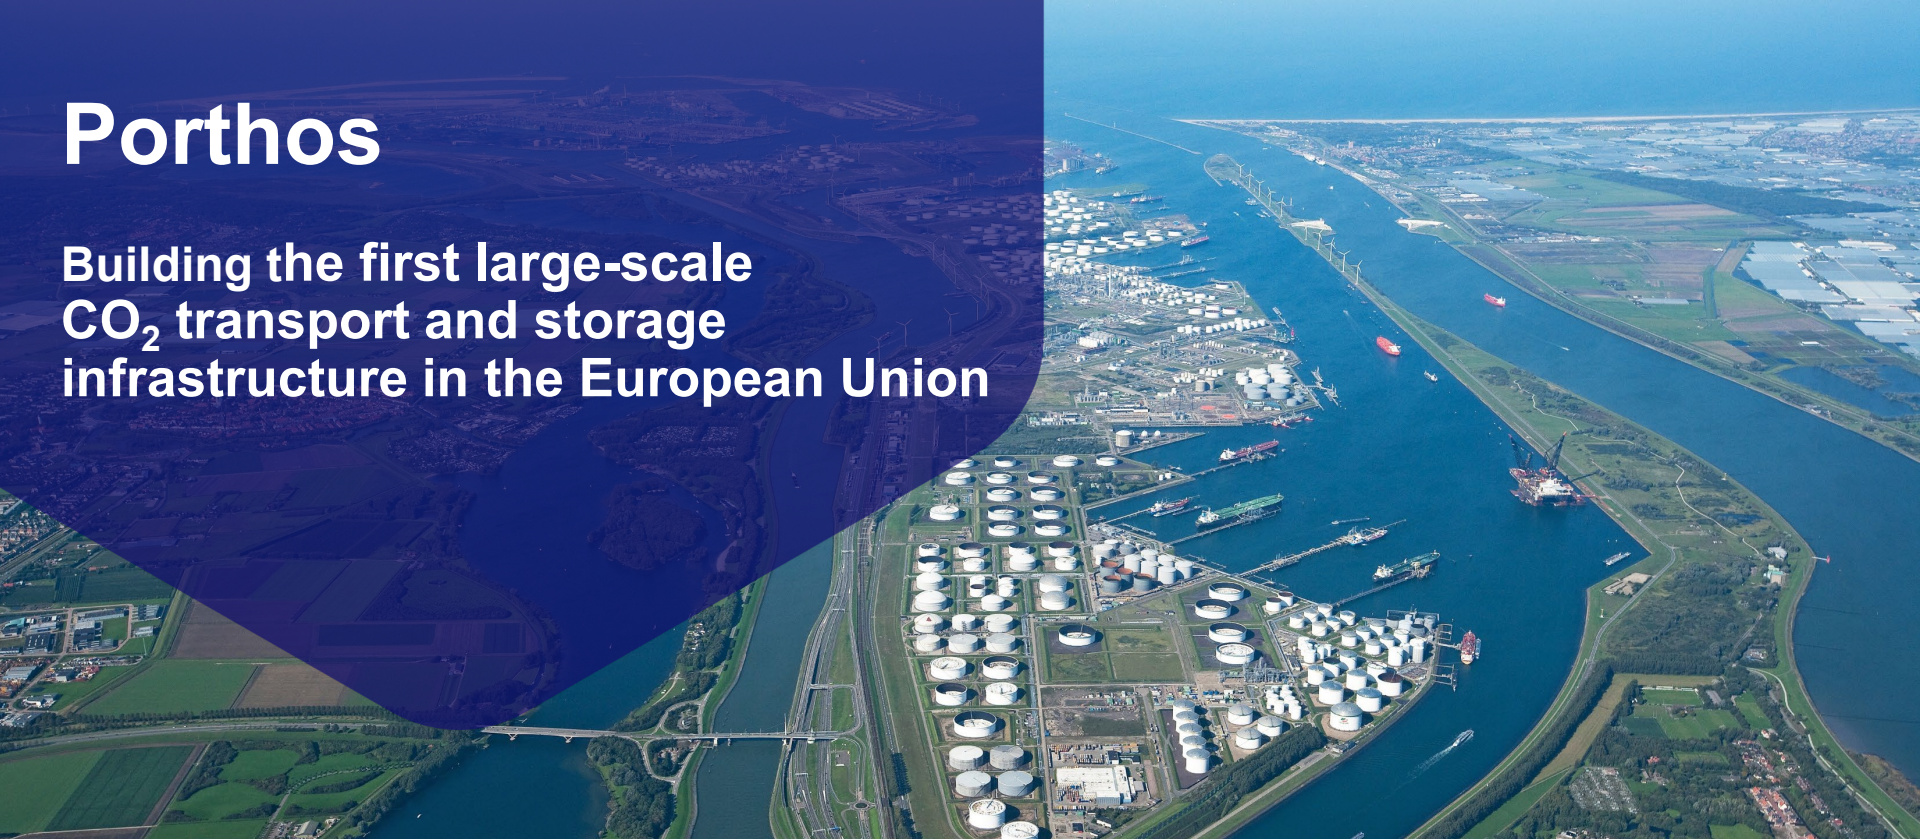 Porthos
Building the first large-scale
CO₂ transport and storage
infrastructure in the European Union